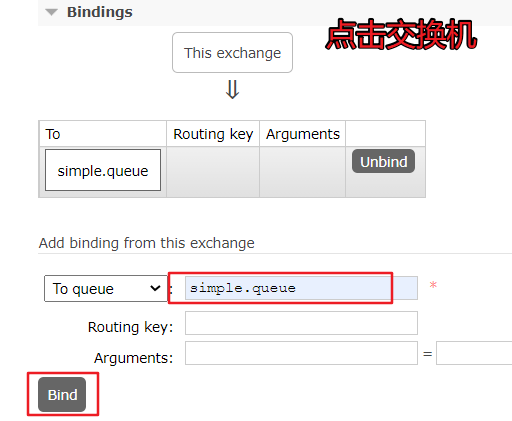 Bindings
点击交换机
This exchange
⇓
To Routing key Arguments
simple.queue Unbind
Add binding from this exchange
To queue : simple.queue *
Routing key:
Arguments: =
Bind